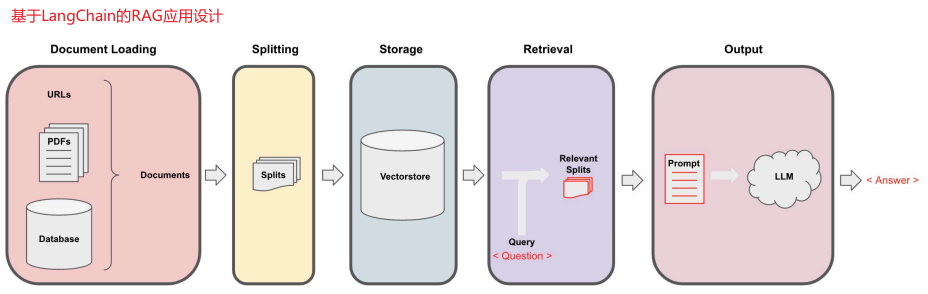 基于LangChain的RAG应用设计
Document Loading
Splitting
Storage
Retrieval
Output
URLs
PDFs
Documents
Database
Splits
Vectorstore
Relevant
Splits
Query
< Question >
Prompt
LLM
< Answer >